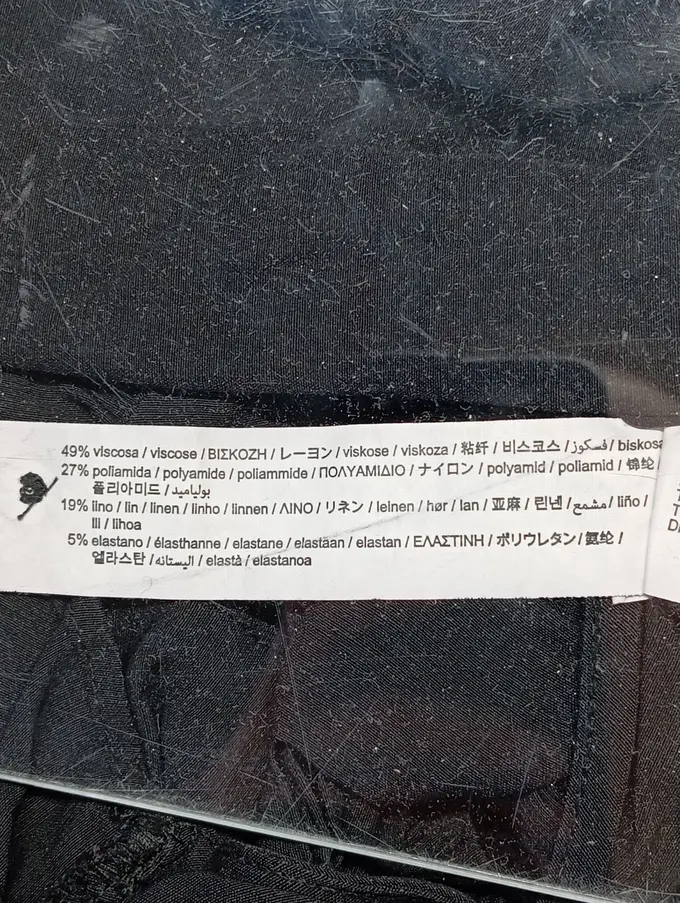 49% viscosa / viscose / ΒΙΣΚΟΖΗ / レーヨン / viskose / viskoza / 粘纤 / 비스코스 / فسكوز / biskosa
27% poliamida / polyamide / poliammide / ΠΟΛΥΑΜΙΔΙΟ / ナイロン / polyamid / poliamid / 锦纶 /
폴리아미드 / بولياميد
19% lino / lin / linen / linho / linnen / ΛΙΝΟ / リネン / leinen / hør / lan / 亚麻 / 린넨 / مشمع / liño /
lli / lihoa
5% elastano / élasthanne / elastane / elastaan / elastan / ΕΛΑΣΤΙΝΗ / ポリウレタン / 氨纶 /
엘라스탄 / اليستانه / elastà / elastanoa